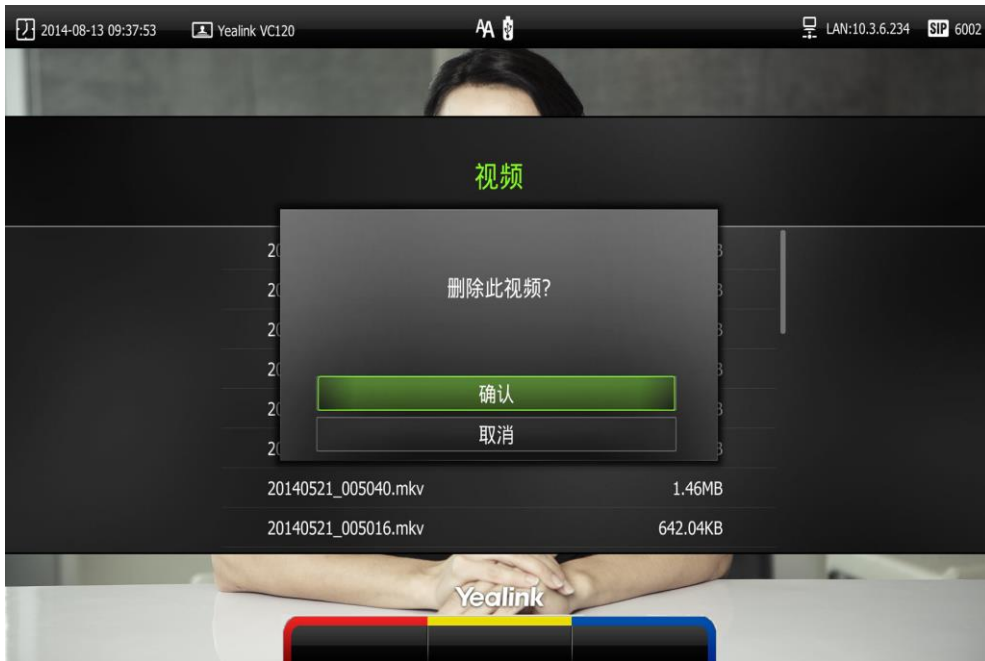 2014-08-13 09:37:53 Yealink VC120 AA LAN:10.3.6.234 SIP 6002
视频
删除此视频?
确认
取消
20140521_005040.mkv 1.46MB
20140521_005016.mkv 642.04KB
Yealink